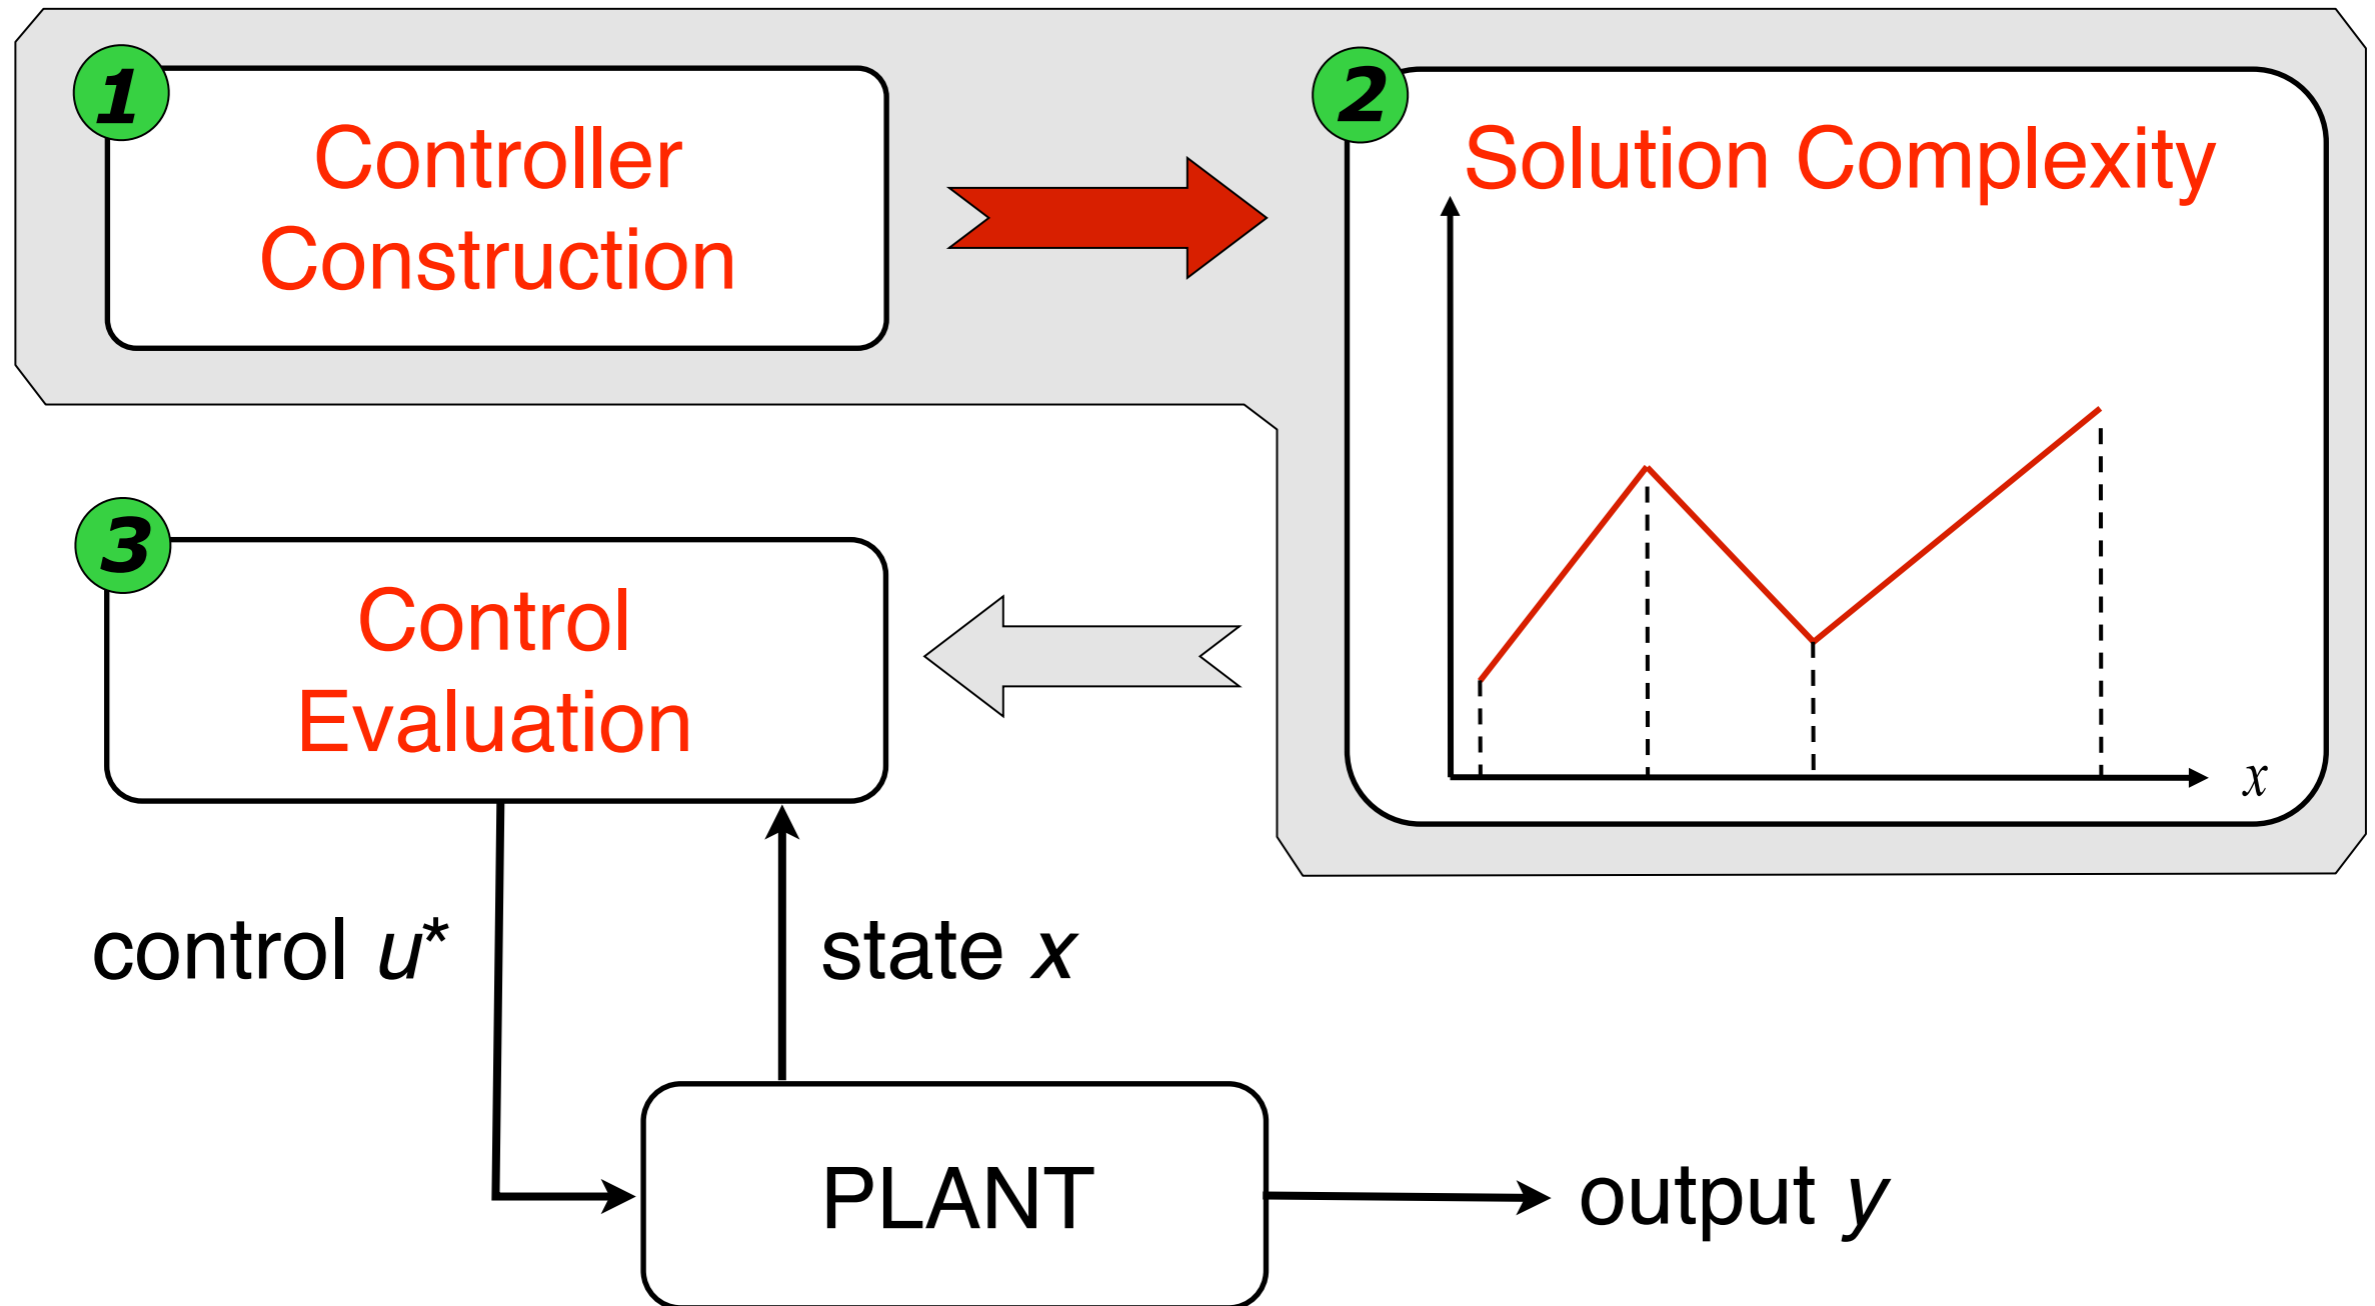 1
Controller
Construction
2
Solution Complexity
x
3
Control
Evaluation
control u*
state x
PLANT
output y